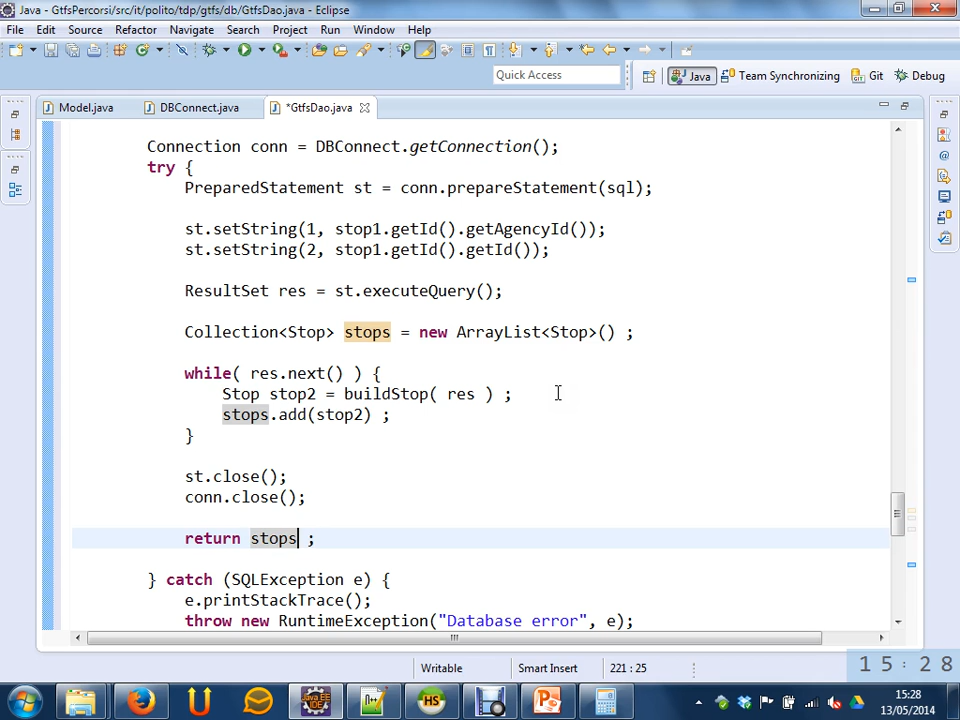 Java - GtfsPercorsi/src/it/polito/tdp/gtfs/db/GtfsDao.java - Eclipse
File Edit Source Refactor Navigate Search Project Run Window Help
Quick Access Java Team Synchronizing Git Debug
Model.java DBConnect.java *GtfsDao.java
Connection conn = DBConnect.getConnection();
try {
PreparedStatement st = conn.prepareStatement(sql);
st.setString(1, stop1.getId().getAgencyId());
st.setString(2, stop1.getId().getId());
ResultSet res = st.executeQuery();
Collection<Stop> stops = new ArrayList<Stop>() ;
while( res.next() ) {
Stop stop2 = buildStop( res ) ;
stops.add(stop2) ;
}
st.close();
conn.close();
return stops ;
} catch (SQLException e) {
e.printStackTrace();
throw new RuntimeException("Database error", e);
Writable Smart Insert 221 : 25
15:28
HS
15:28
13/05/2014